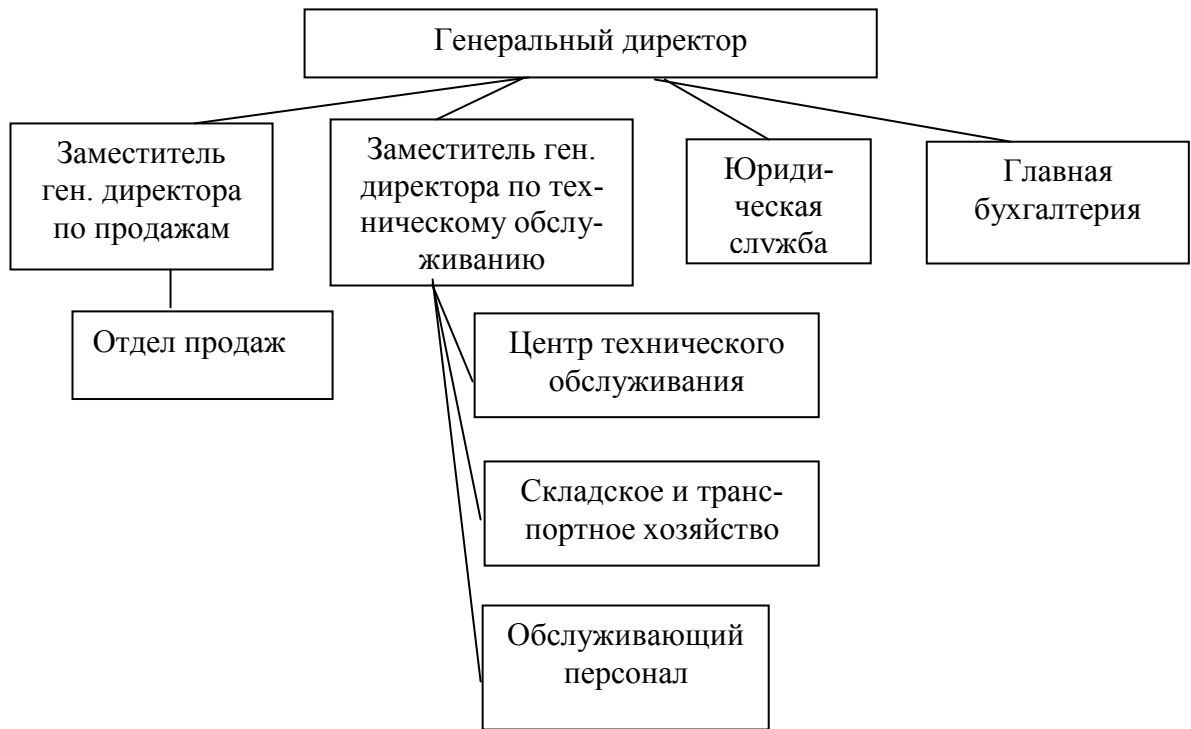 Генеральный директор
Заместитель
ген. директора
по продажам
Заместитель ген.
директора по тех-
ническому обслу-
живанию
Юриди-
ческая
служба
Главная
бухгалтерия
Отдел продаж
Центр технического
обслуживания
Складское и транс-
портное хозяйство
Обслуживающий
персонал